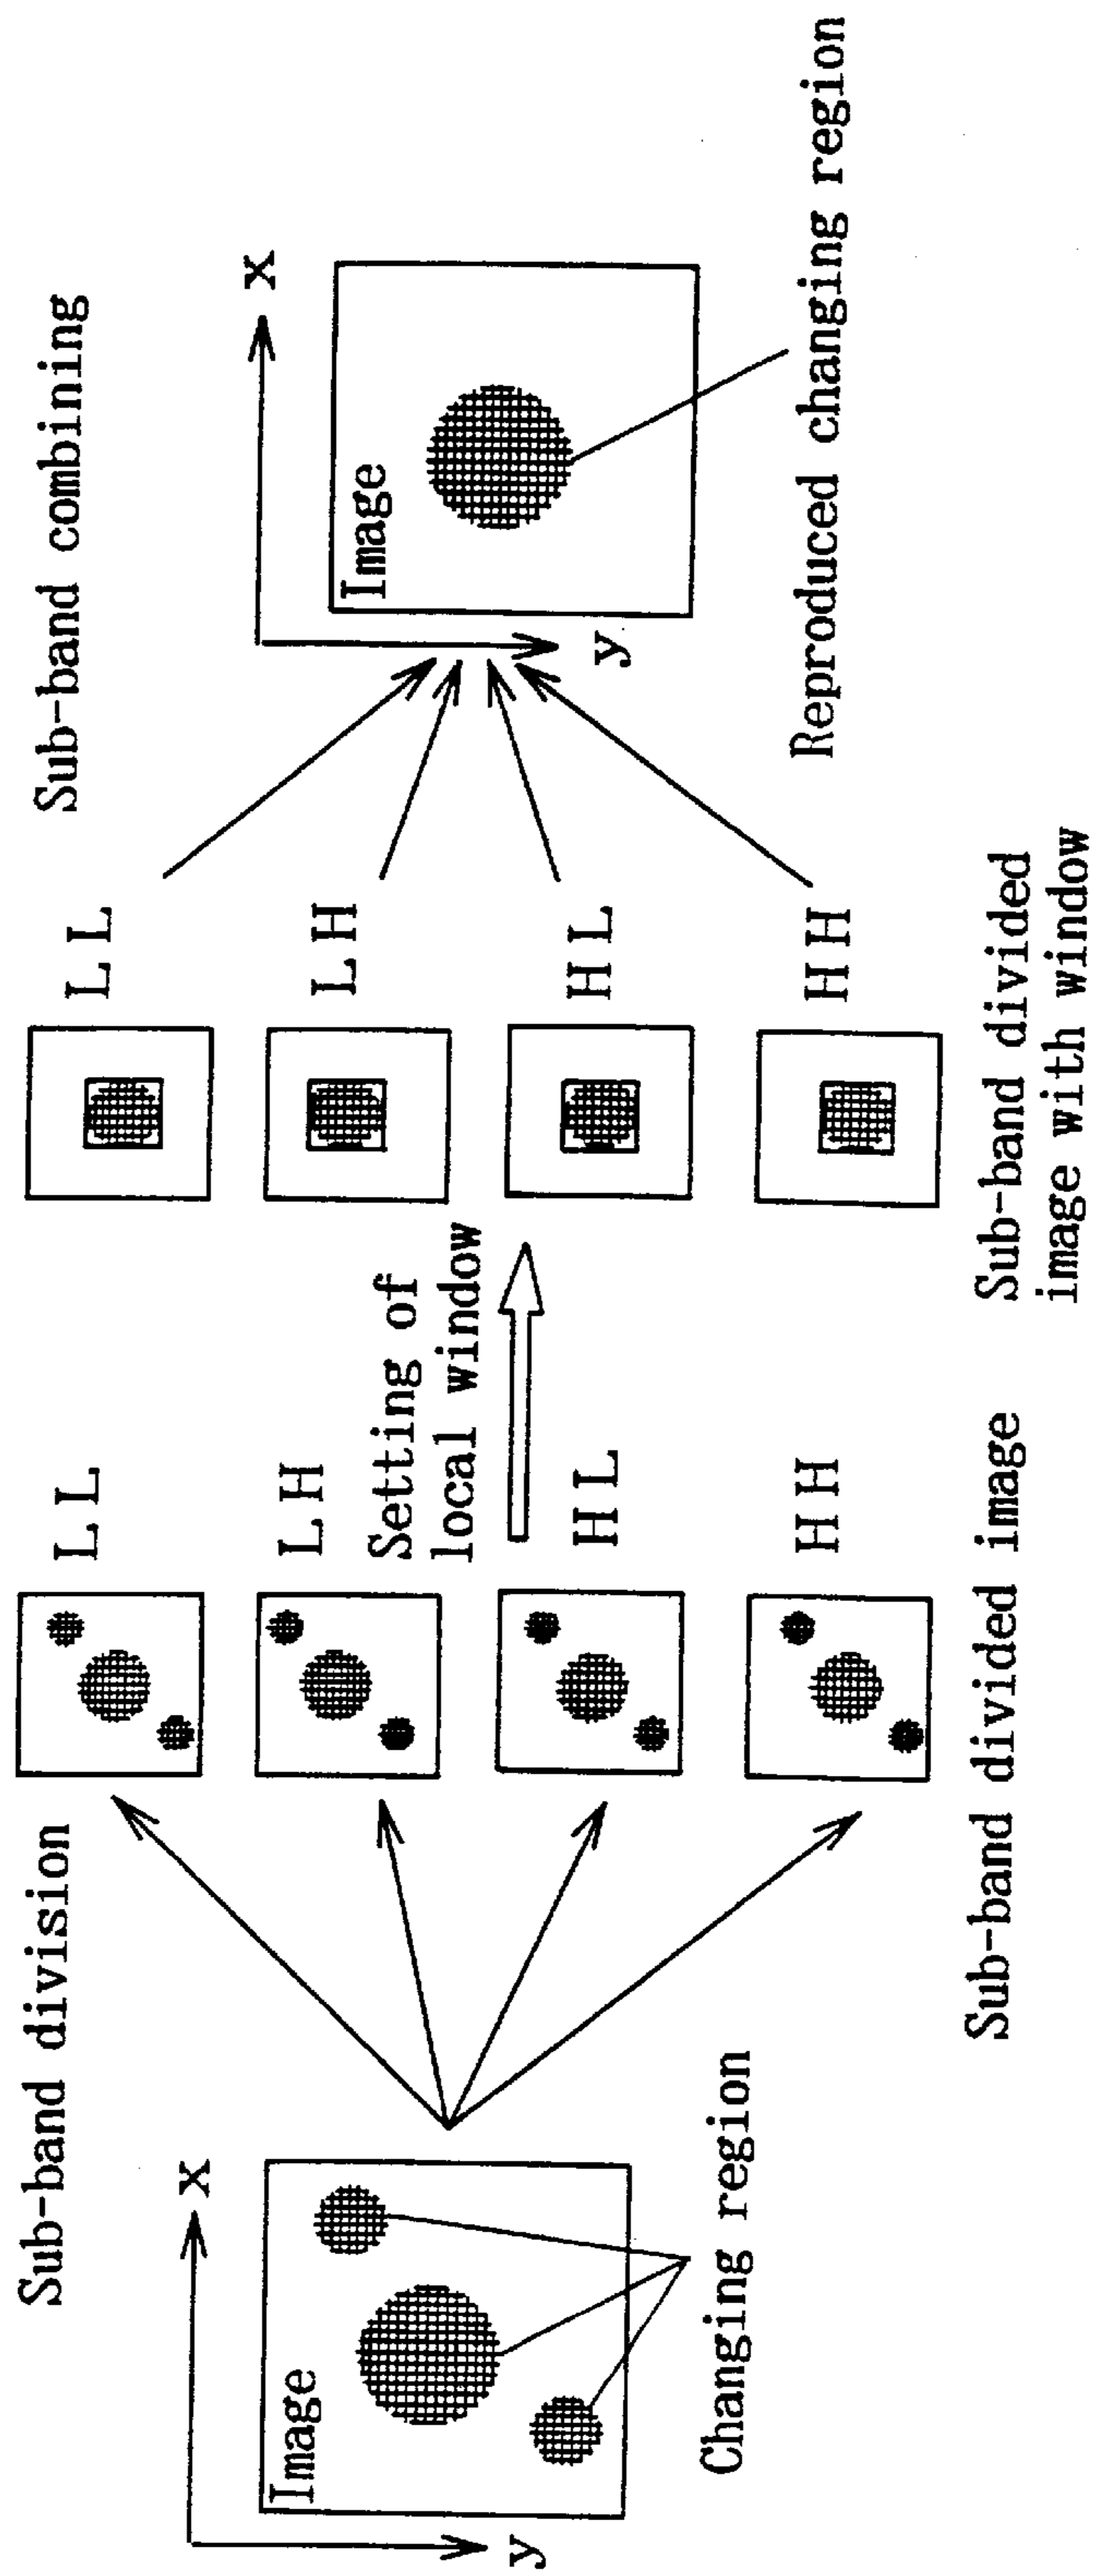 Sub-band division
x
y
Image
Changing region
L L
L H
H L
H H
Sub-band divided image
Setting of
local window
L L
L H
H L
H H
Sub-band divided
image with window
Sub-band combining
x
y
Image
Reproduced changing region